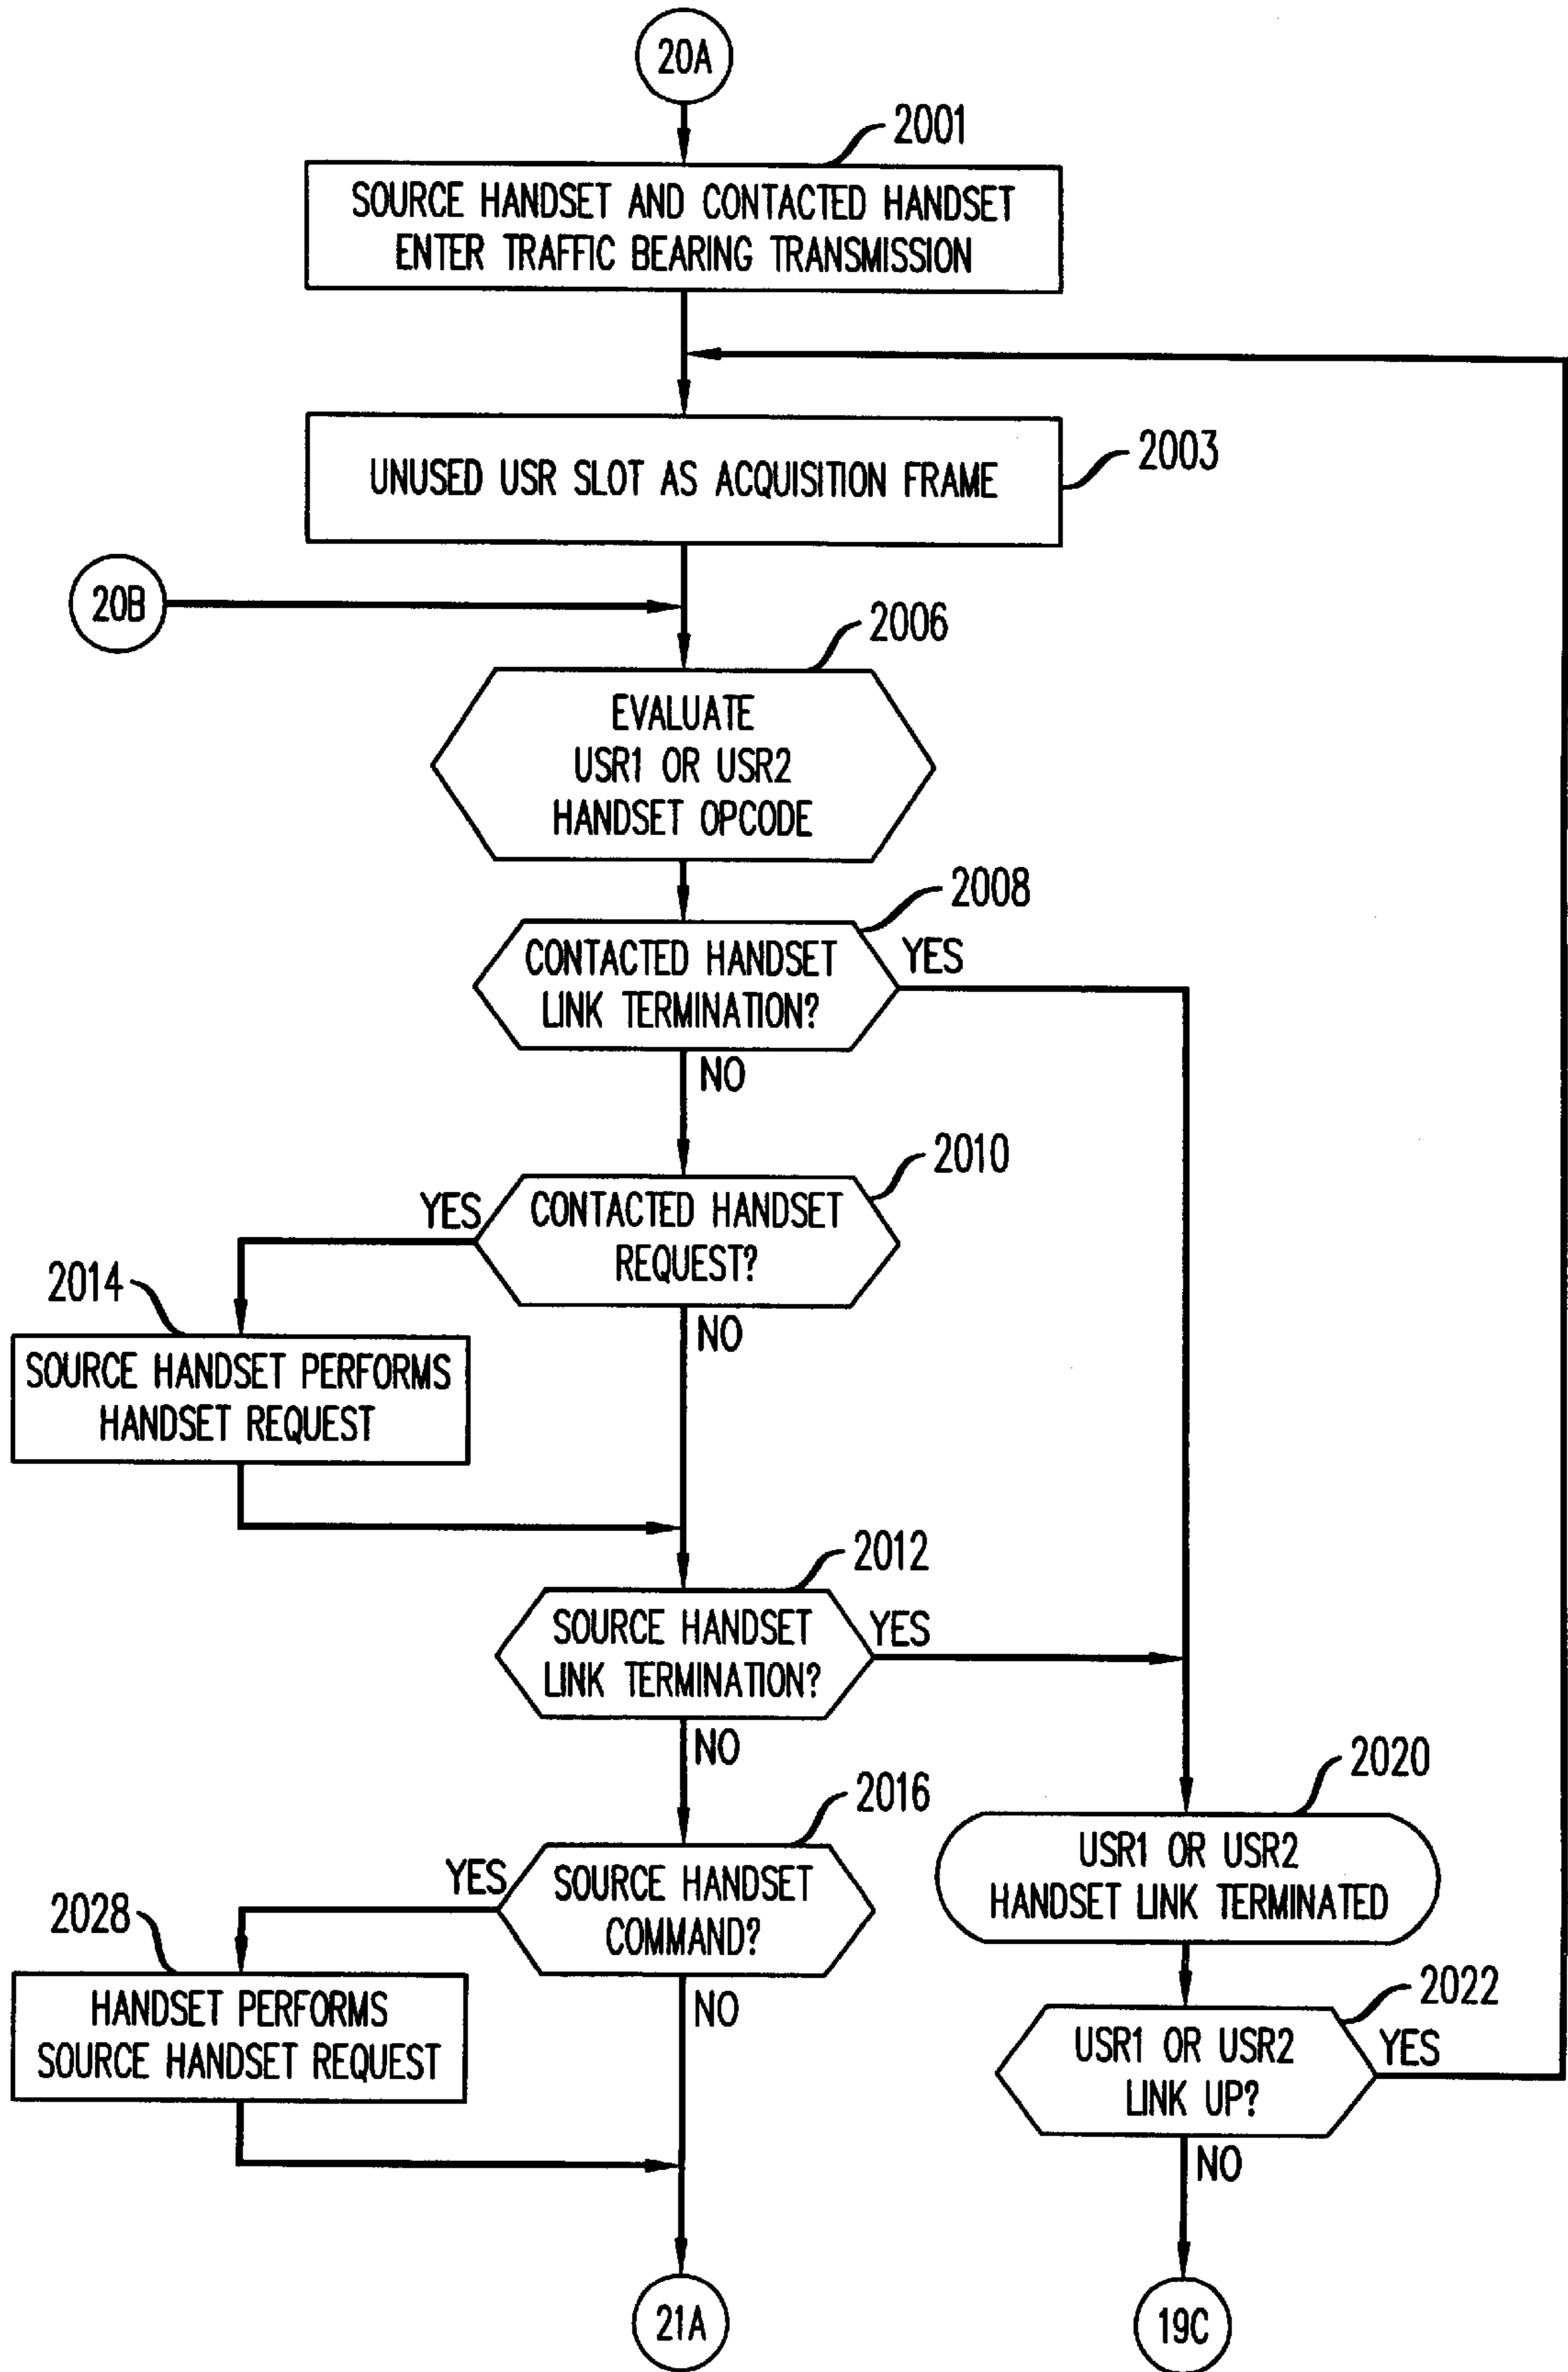 20A
2001
SOURCE HANDSET AND CONTACTED HANDSET
ENTER TRAFFIC BEARING TRANSMISSION
UNUSED USR SLOT AS ACQUISITION FRAME
2003
20B
2006
EVALUATE
USR1 OR USR2
HANDSET OPCODE
2008
CONTACTED HANDSET
LINK TERMINATION?
YES
NO
2010
YES
CONTACTED HANDSET
REQUEST?
NO
2014
SOURCE HANDSET PERFORMS
HANDSET REQUEST
2012
SOURCE HANDSET
LINK TERMINATION?
YES
NO
2016
YES
SOURCE HANDSET
COMMAND?
NO
2028
HANDSET PERFORMS
SOURCE HANDSET REQUEST
2020
USR1 OR USR2
HANDSET LINK TERMINATED
2022
USR1 OR USR2
LINK UP?
YES
NO
21A
19C